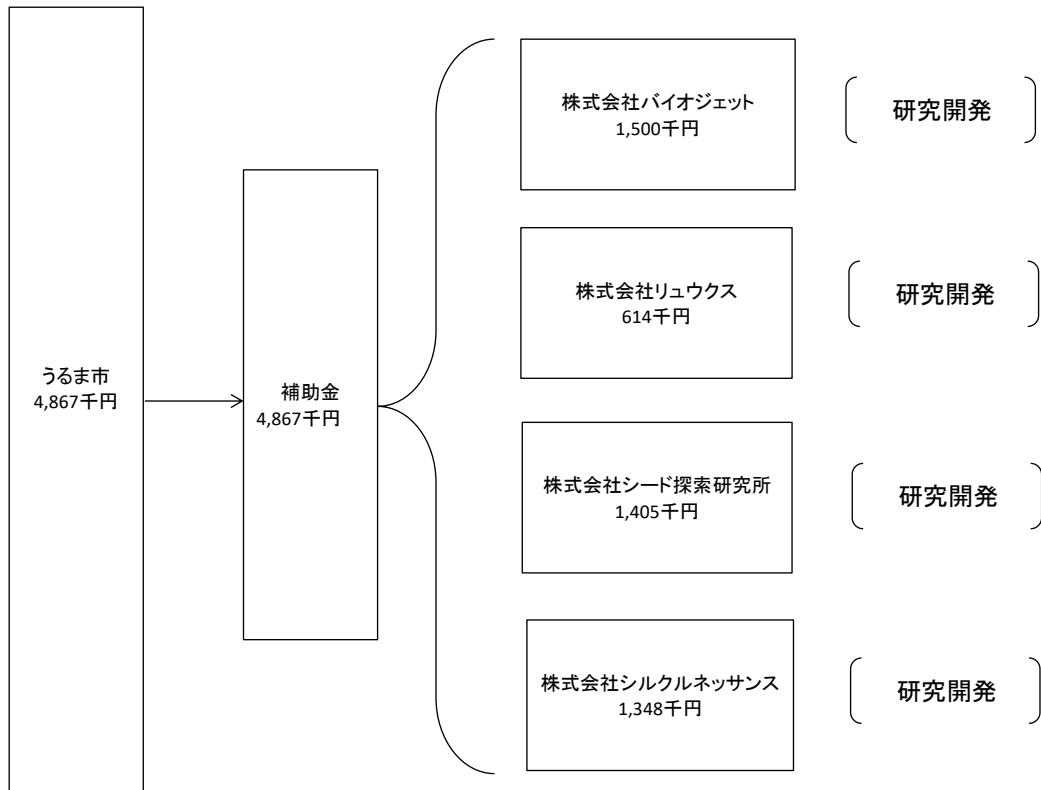 うるま市
4,867千円
補助金
4,867千円
株式会社バイオジェット
1,500千円
研究開発
株式会社リュウクス
614千円
研究開発
株式会社シード探索研究所
1,405千円
研究開発
株式会社シルクルネッサンス
1,348千円
研究開発